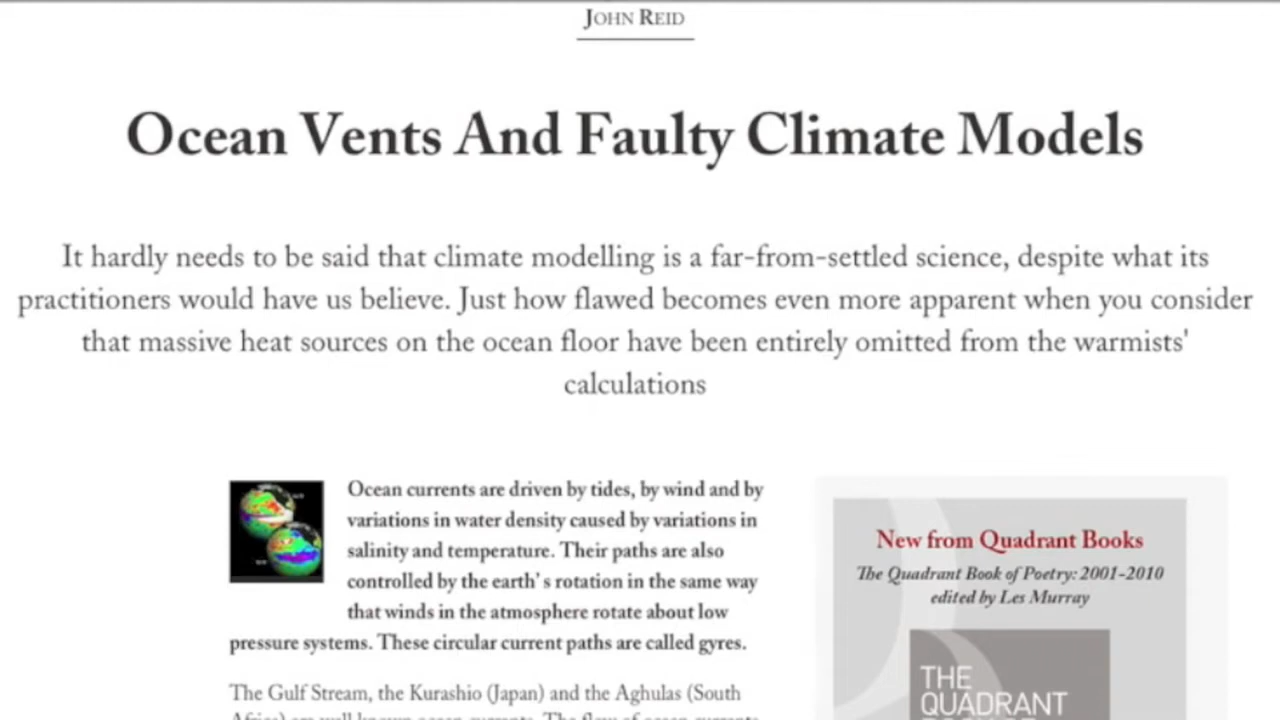 JOHN REID
Ocean Vents And Faulty Climate Models
It hardly needs to be said that climate modelling is a far-from-settled science, despite what its
practitioners would have us believe. Just how flawed becomes even more apparent when you consider
that massive heat sources on the ocean floor have been entirely omitted from the warmists'
calculations
Ocean currents are driven by tides, by wind and by
variations in water density caused by variations in
salinity and temperature. Their paths are also
controlled by the earth's rotation in the same way
that winds in the atmosphere rotate about low
pressure systems. These circular current paths are called gyres.
The Gulf Stream, the Kurashio (Japan) and the Aghulas (South
New from Quadrant Books
The Quadrant Book of Poetry: 2001-2010
edited by Les Murray
THE
QUADRANT